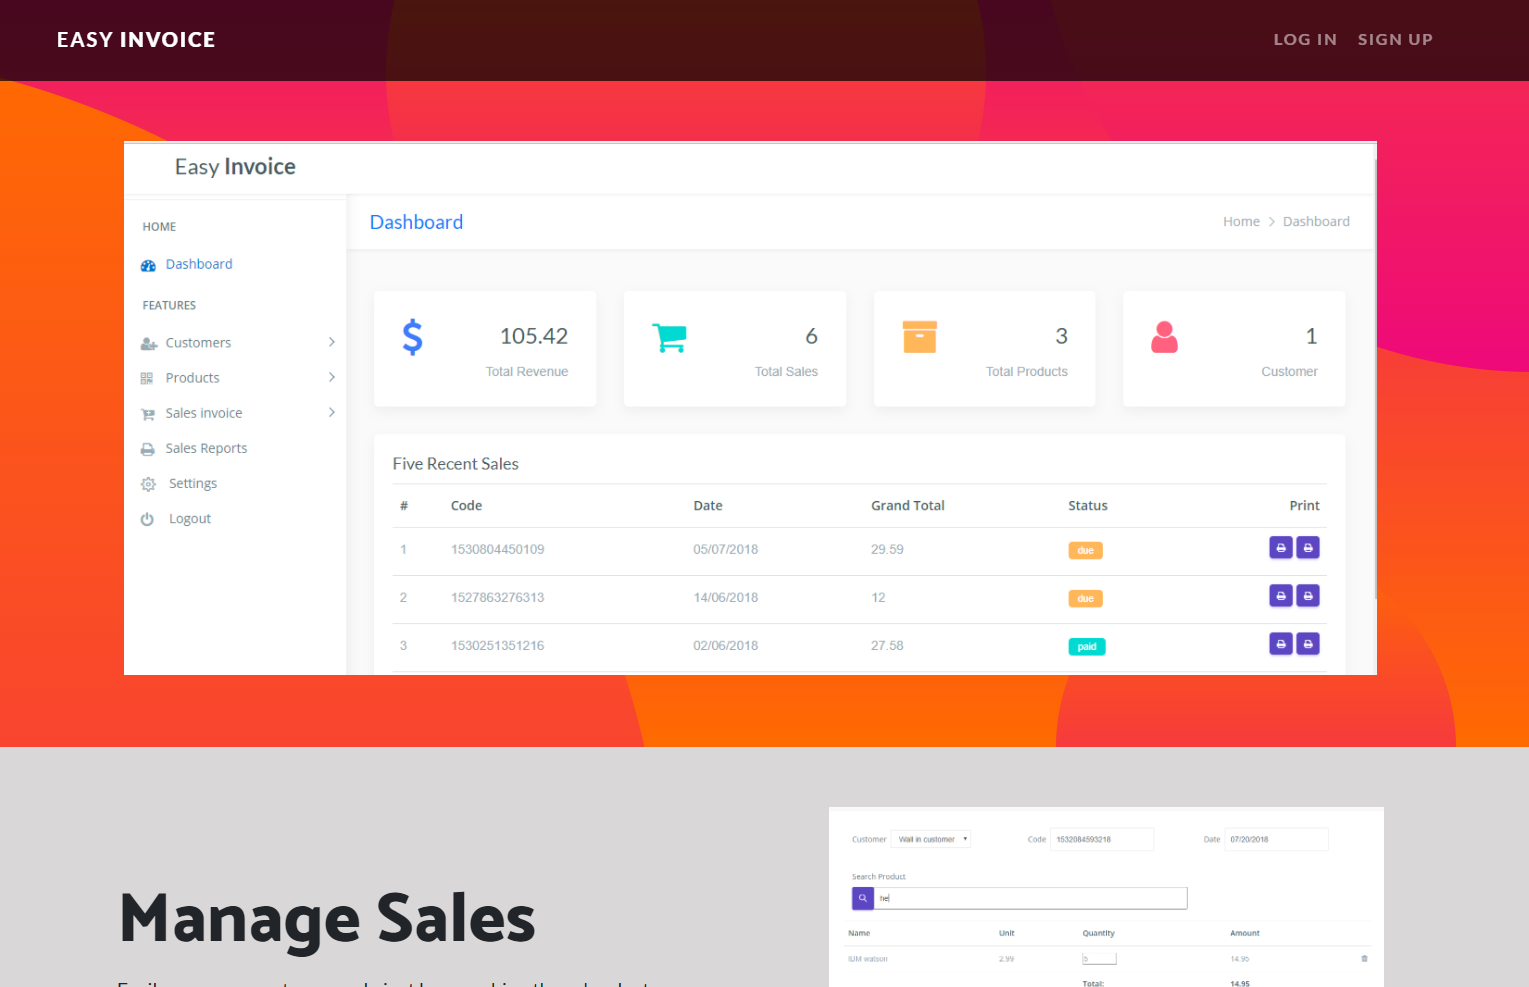 EASY INVOICE
LOG IN SIGN UP
Easy Invoice
HOME
Dashboard
FEATURES
Customers
Products
Sales invoice
Sales Reports
Settings
Logout
Dashboard
Home > Dashboard
105.42
Total Revenue
6
Total Sales
3
Total Products
1
Customer
Five Recent Sales
# Code Date Grand Total Status Print
1 1530804450109 05/07/2018 29.59 due
2 1527863276313 14/06/2018 12 due
3 1530251351216 02/06/2018 27.58 paid
Manage Sales
Customer Wall in customer Code 1532084593218 Date 07/20/2018
Search Product
he
Name Unit Quantity Amount
IDM watson 2.99 5 14.95
Total: 14.95